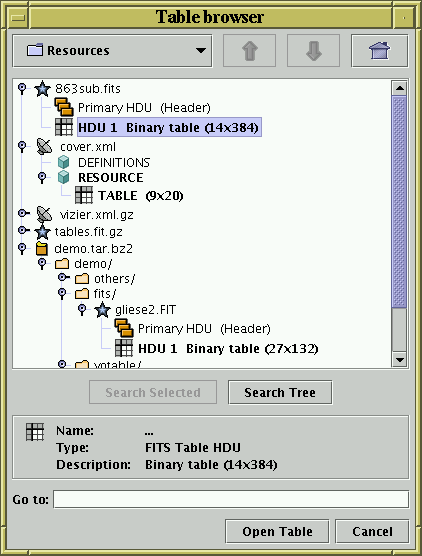 Table browser
Resources
863sub.fits
Primary HDU (Header)
HDU 1 Binary table (14x384)
cover.xml
DEFINITIONS
RESOURCE
TABLE (9x20)
vizier.xml.gz
tables.fit.gz
demo.tar.bz2
demo/
others/
fits/
gliese2.FIT
Primary HDU (Header)
HDU 1 Binary table (27x132)
votable/
Search Selected Search Tree
Name: ...
Type: FITS Table HDU
Description: Binary table (14x384)
Go to:
Open Table Cancel